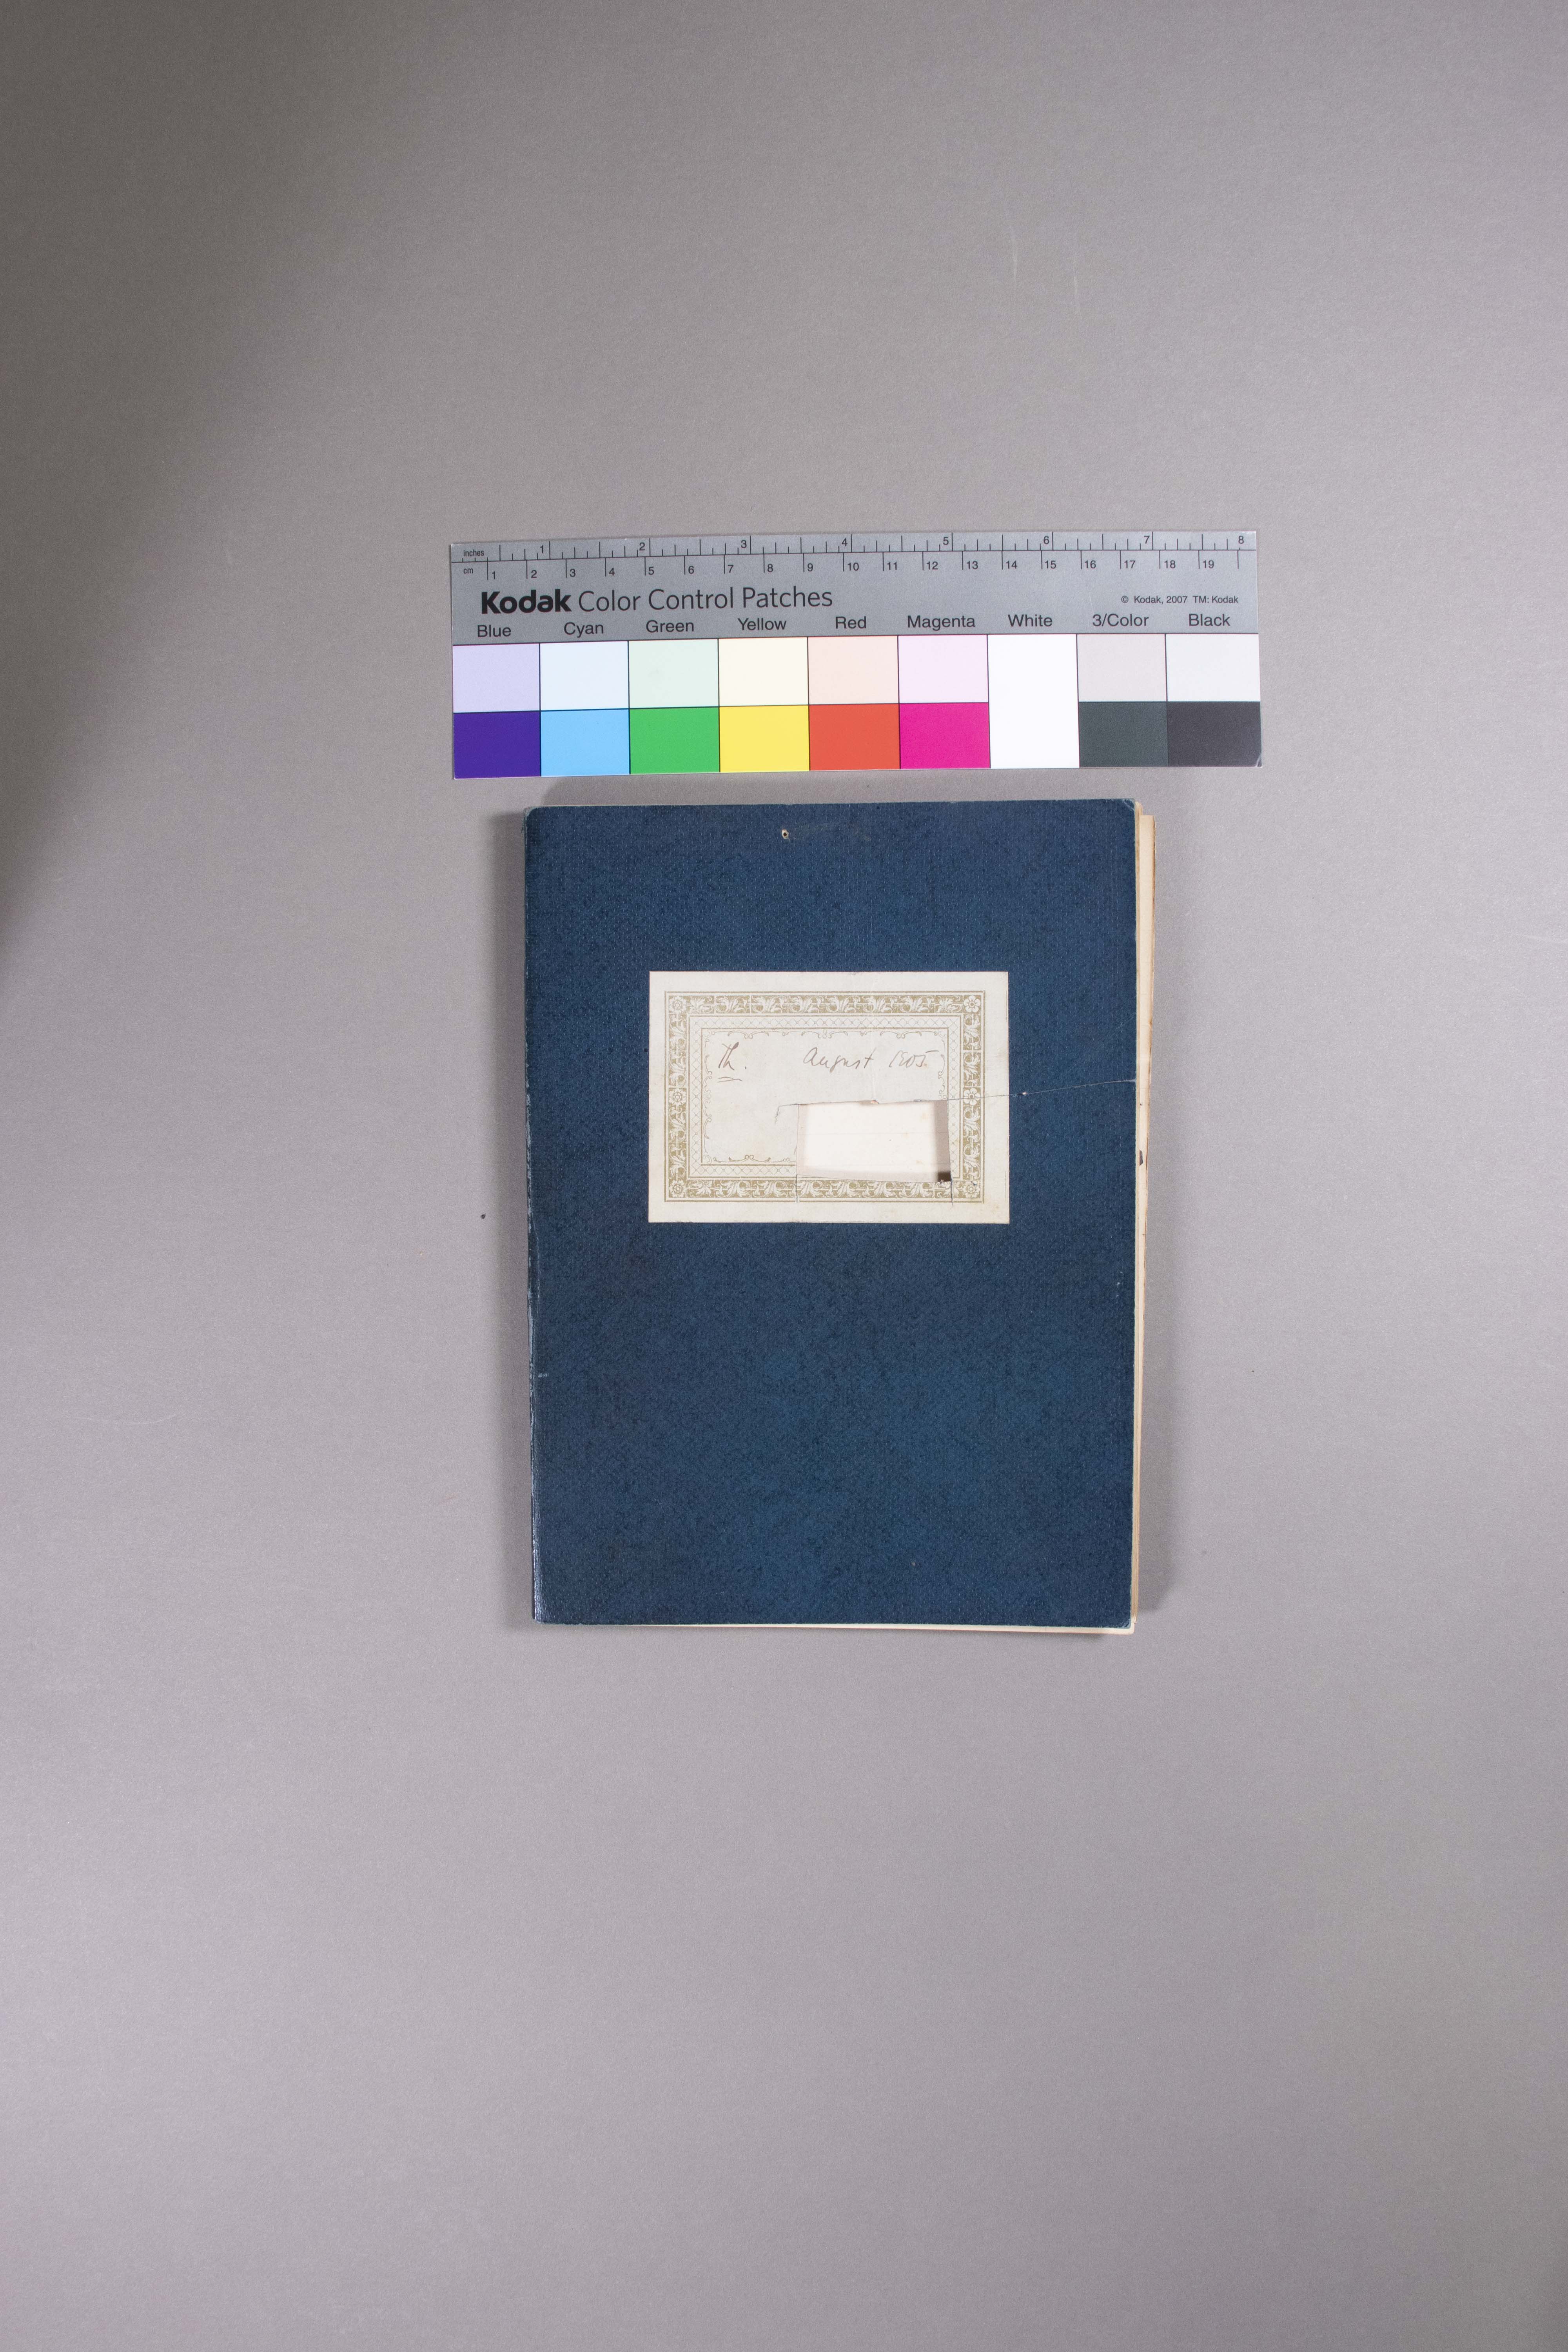 inches 1 2 3 4 5 6 7 8
cm 1 2 3 4 5 6 7 8 9 10 11 12 13 14 15 16 17 18 19
Kodak Color Control Patches © Kodak, 2007 TM: Kodak
Blue Cyan Green Yellow Red Magenta White 3/Color Black
Th. August 1905.